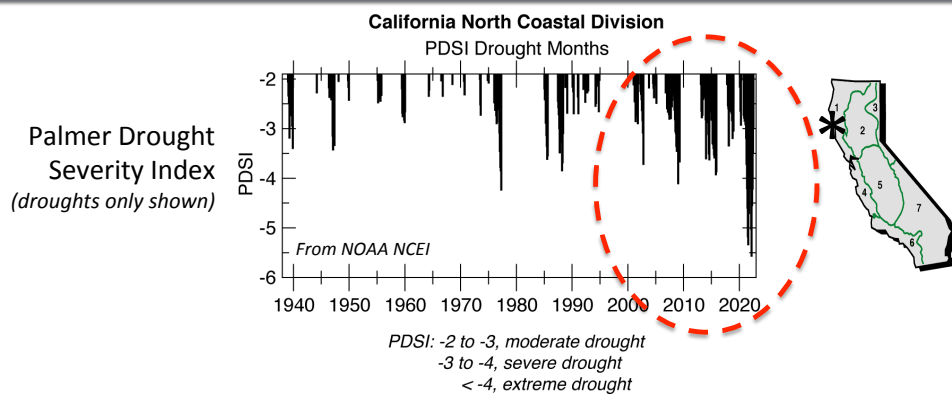 California North Coastal Division
PDSI Drought Months
Palmer Drought
Severity Index
(droughts only shown)
PDSI
-2
-3
-4
-5
-6
From NOAA NCEI
1940 1950 1960 1970 1980 1990 2000 2010 2020
PDSI: -2 to -3, moderate drought
-3 to -4, severe drought
< -4, extreme drought
1
3
2
5
4
7
6